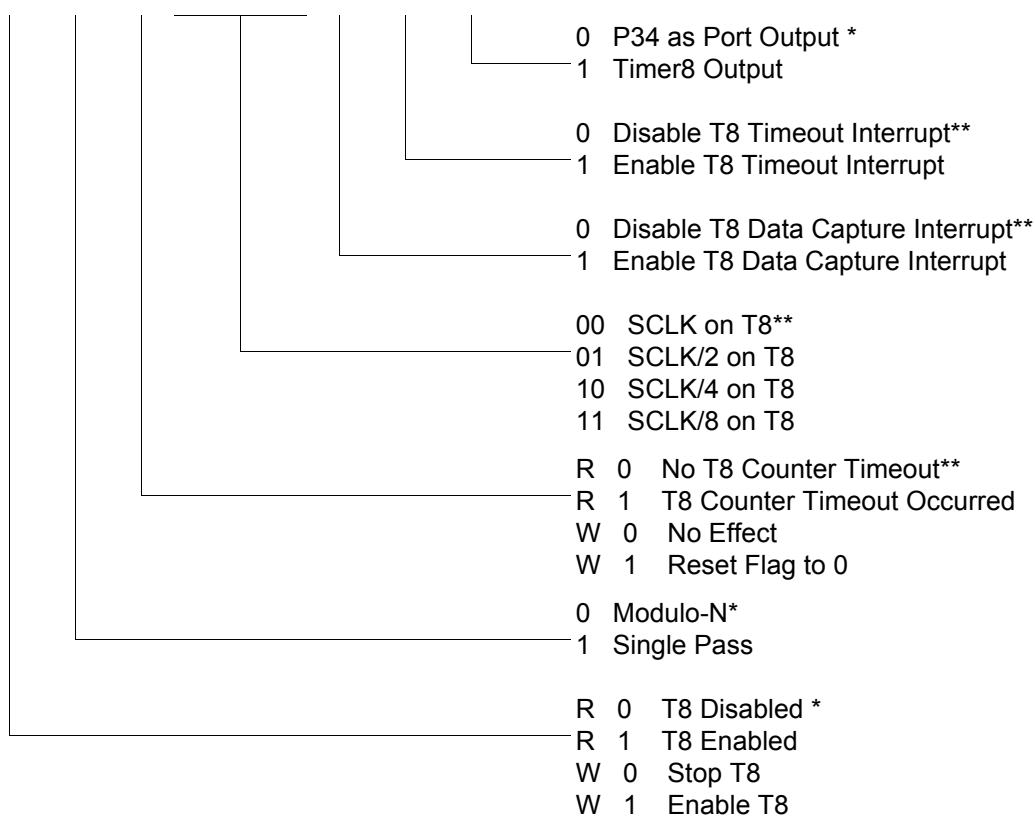 0 P34 as Port Output *
1 Timer8 Output
0 Disable T8 Timeout Interrupt**
1 Enable T8 Timeout Interrupt
0 Disable T8 Data Capture Interrupt**
1 Enable T8 Data Capture Interrupt
00 SCLK on T8**
01 SCLK/2 on T8
10 SCLK/4 on T8
11 SCLK/8 on T8
R 0 No T8 Counter Timeout**
R 1 T8 Counter Timeout Occurred
W 0 No Effect
W 1 Reset Flag to 0
0 Modulo-N*
1 Single Pass
R 0 T8 Disabled *
R 1 T8 Enabled
W 0 Stop T8
W 1 Enable T8